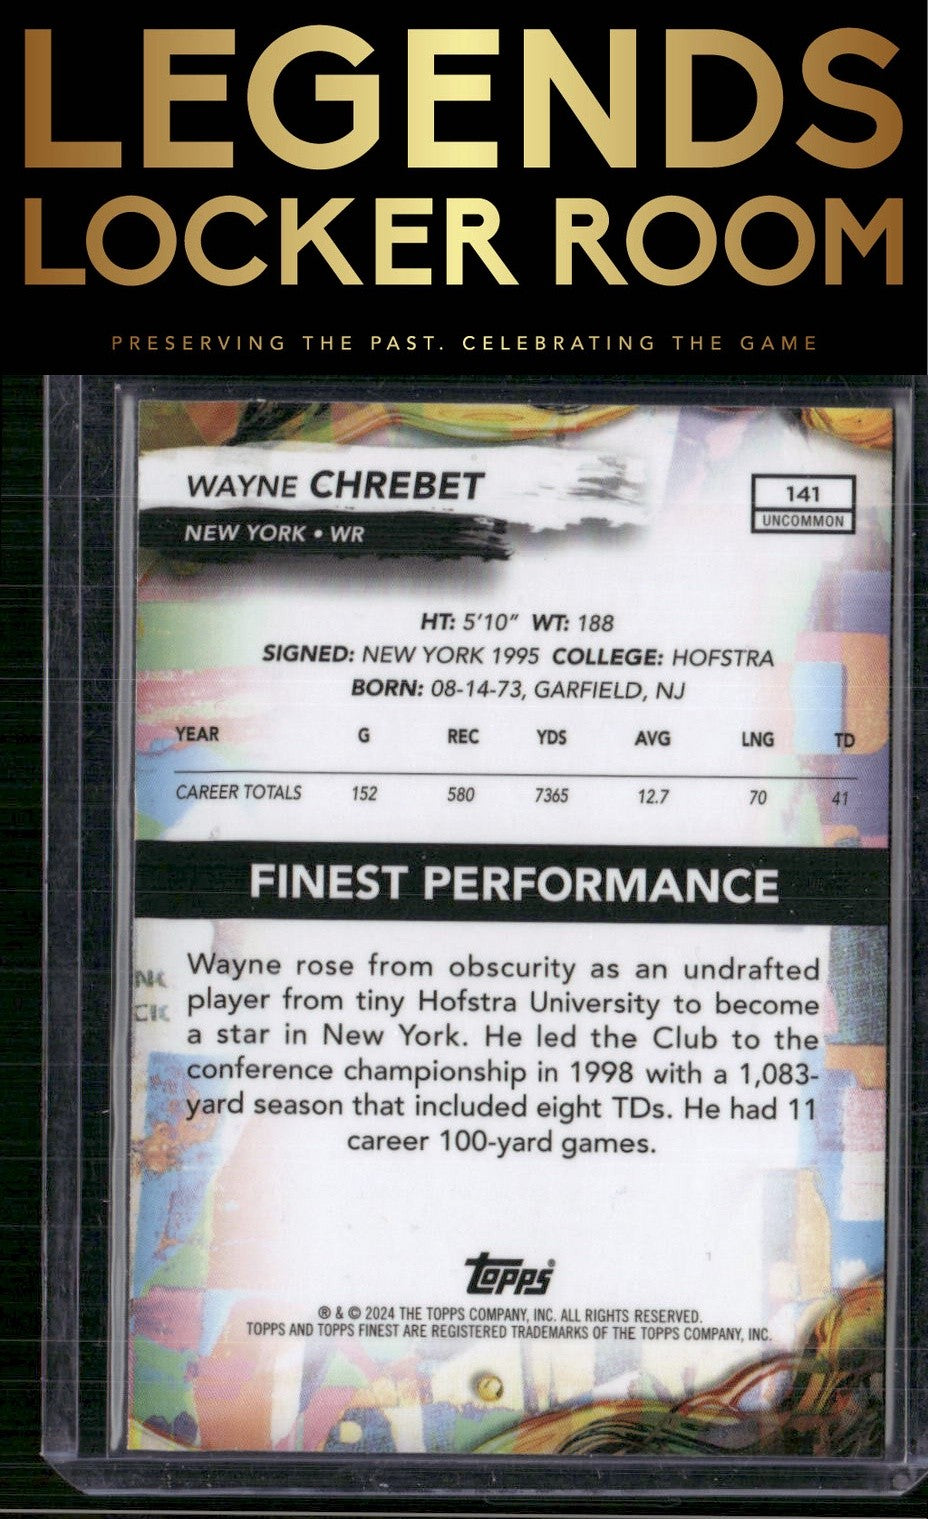 LEGENDS
LOCKER ROOM
PRESERVING THE PAST. CELEBRATING THE GAME
WAYNE CHREBET
NEW YORK • WR
141
UNCOMMON
HT: 5'10" WT: 188
SIGNED: NEW YORK 1995 COLLEGE: HOFSTRA
BORN: 08-14-73, GARFIELD, NJ
YEAR G REC YDS AVG LNG TD
CAREER TOTALS 152 580 7365 12.7 70 41
FINEST PERFORMANCE
Wayne rose from obscurity as an undrafted
player from tiny Hofstra University to become
a star in New York. He led the Club to the
conference championship in 1998 with a 1,083-
yard season that included eight TDs. He had 11
career 100-yard games.
Topps®
® & © 2024 THE TOPPS COMPANY, INC. ALL RIGHTS RESERVED.
TOPPS AND TOPPS FINEST ARE REGISTERED TRADEMARKS OF THE TOPPS COMPANY, INC.